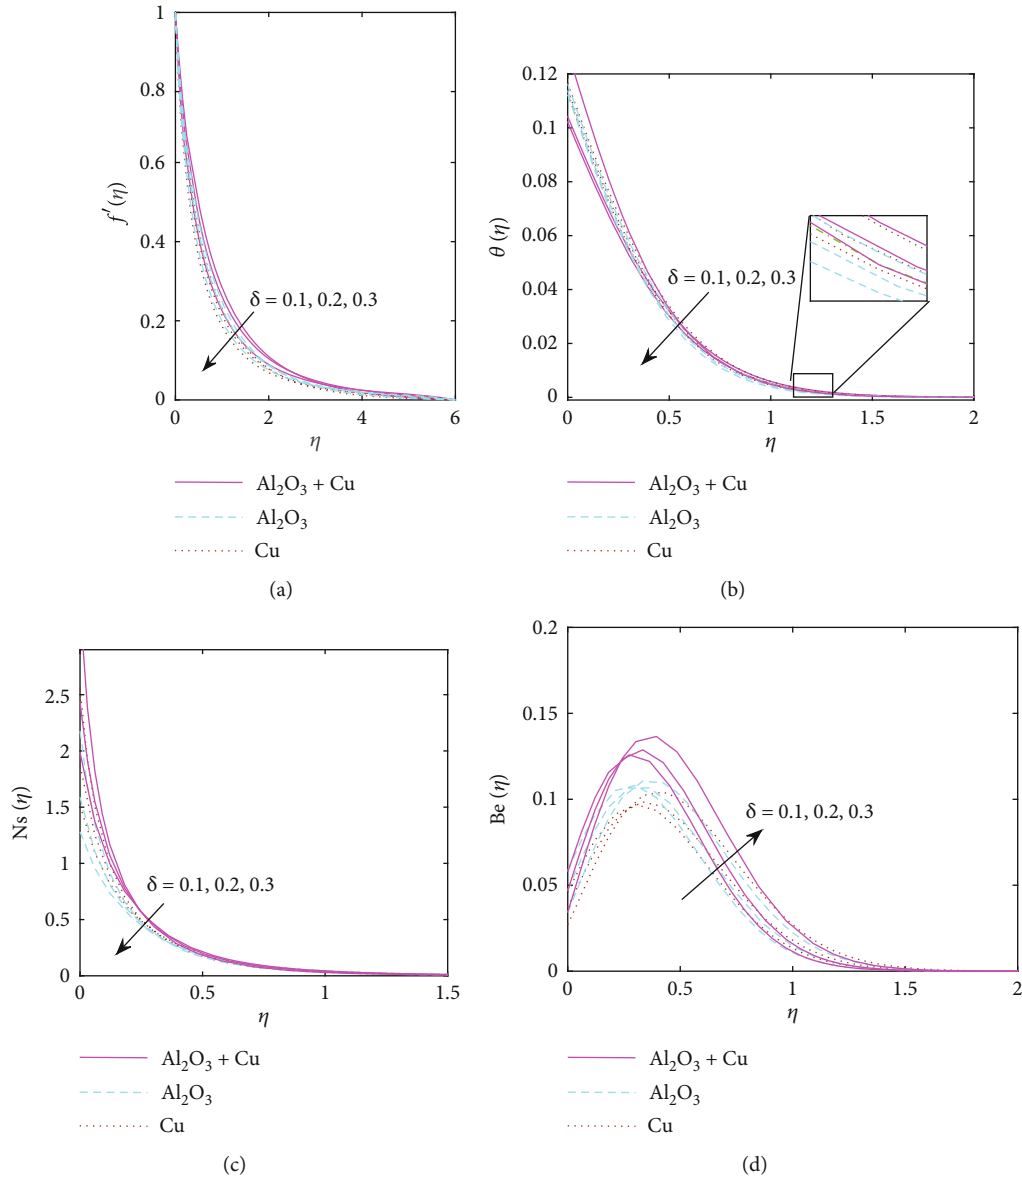 1
0.8
0.6
0.4
0.2
0
f′(η)
δ = 0.1, 0.2, 0.3
0 2 4 6
η
Al₂O₃ + Cu
Al₂O₃
Cu
(a)
0.12
0.1
0.08
0.06
0.04
0.02
0
θ (η)
δ = 0.1, 0.2, 0.3
0 0.5 1 1.5 2
η
Al₂O₃ + Cu
Al₂O₃
Cu
(b)
2.5
2
1.5
1
0.5
0
Ns (η)
δ = 0.1, 0.2, 0.3
0 0.5 1 1.5
η
Al₂O₃ + Cu
Al₂O₃
Cu
(c)
0.2
0.15
0.1
0.05
0
Be (η)
δ = 0.1, 0.2, 0.3
0 0.5 1 1.5 2
η
Al₂O₃ + Cu
Al₂O₃
Cu
(d)